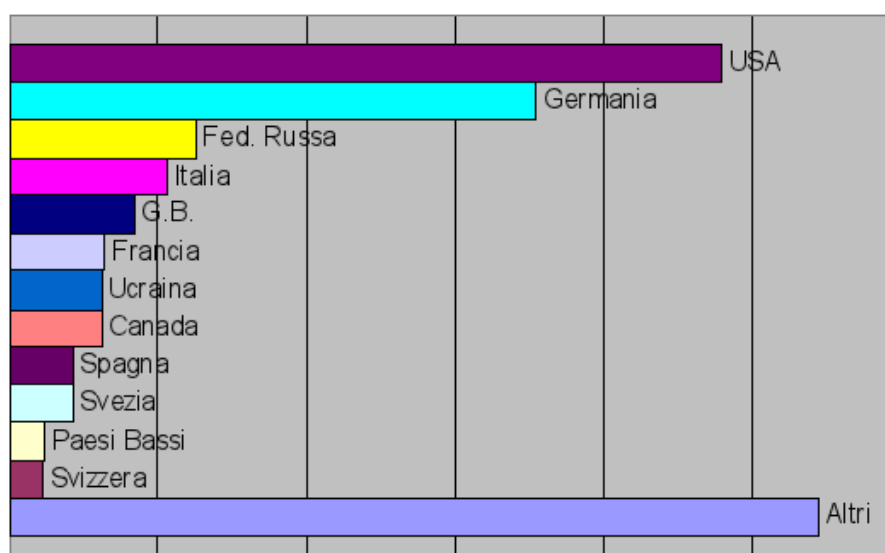 USA
Germania
Fed. Russa
Italia
G.B.
Francia
Ucraina
Canada
Spagna
Svezia
Paesi Bassi
Svizzera
Altri